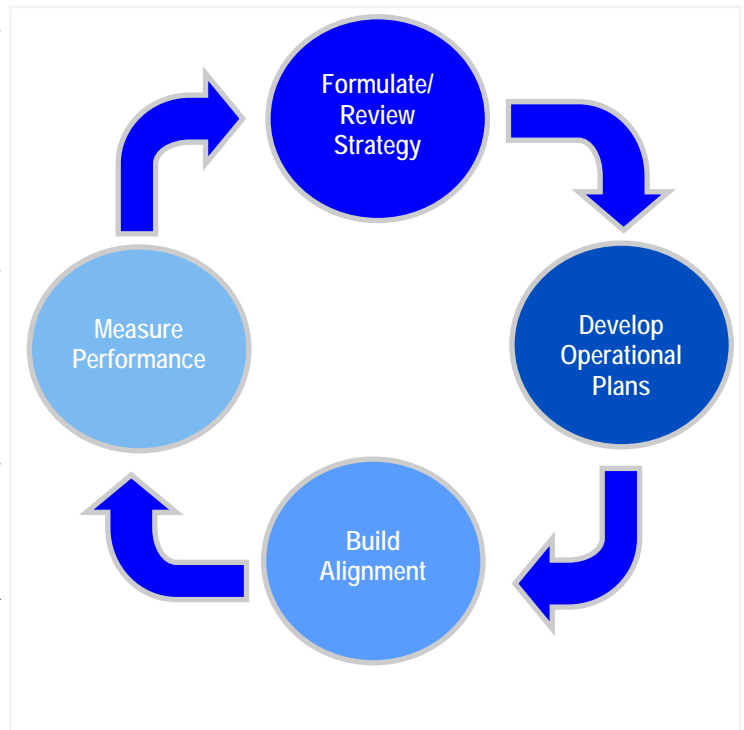 Formulate/
Review
Strategy
Develop
Operational
Plans
Build
Alignment
Measure
Performance